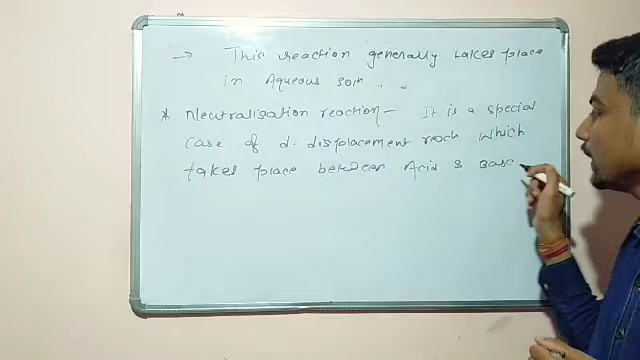 → This reaction generally takes place
in Aqueous soln . .
* Neutralisation reaction - It is a special
case of d. displacement reacn which
takes place between Acid & Base